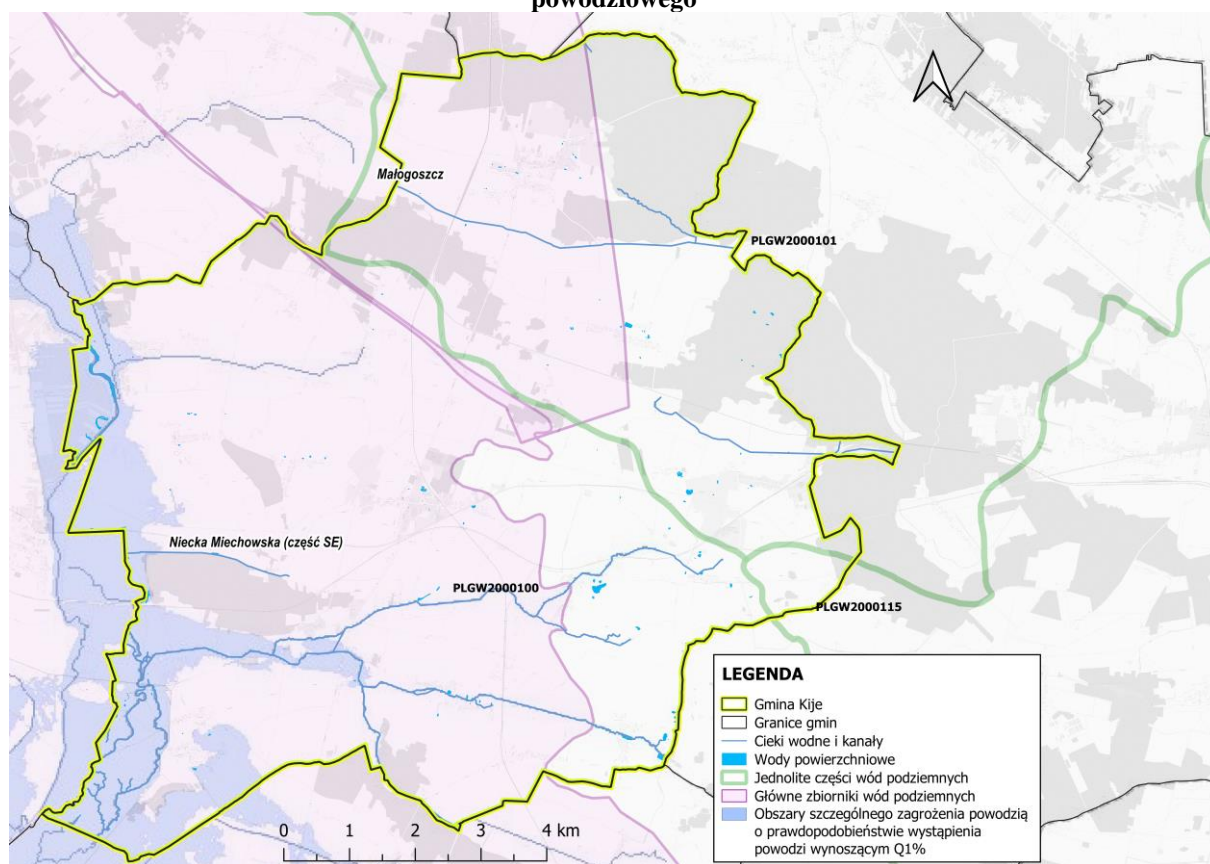 powodziowego
Małogoszcz
PLGW2000101
Niecka Miechowska (część SE)
PLGW2000100
PLGW2000115
LEGENDA
Gmina Kije
Granice gmin
Cieki wodne i kanały
Wody powierzchniowe
Jednolite części wód podziemnych
Główne zbiorniki wód podziemnych
Obszary szczególnego zagrożenia powodzią
o prawdopodobieństwie wystąpienia
powodzi wynoszącym Q1%
0 1 2 3 4 km